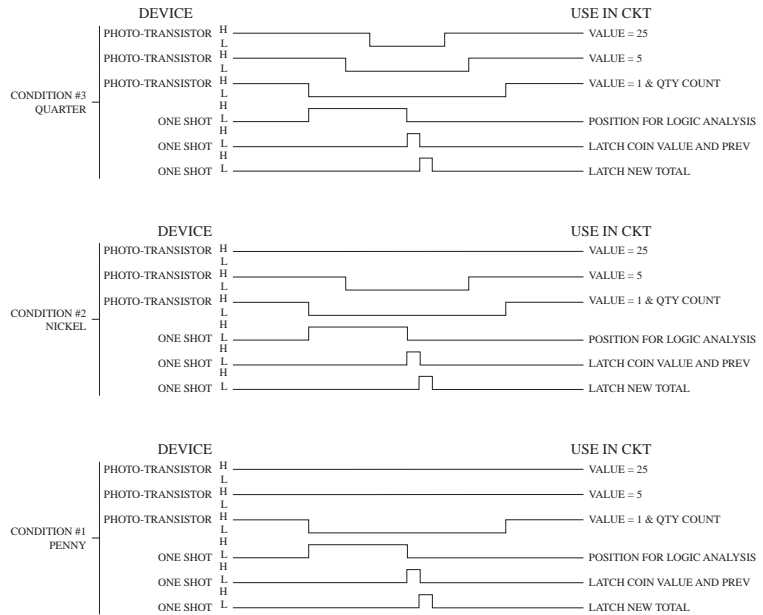 DEVICE USE IN CKT
PHOTO-TRANSISTOR H L VALUE = 25
PHOTO-TRANSISTOR H L VALUE = 5
PHOTO-TRANSISTOR H L VALUE = 1 & QTY COUNT
CONDITION #3
QUARTER
ONE SHOT H L POSITION FOR LOGIC ANALYSIS
ONE SHOT H L LATCH COIN VALUE AND PREV
ONE SHOT H L LATCH NEW TOTAL
DEVICE USE IN CKT
PHOTO-TRANSISTOR H L VALUE = 25
PHOTO-TRANSISTOR H L VALUE = 5
PHOTO-TRANSISTOR H L VALUE = 1 & QTY COUNT
CONDITION #2
NICKEL
ONE SHOT H L POSITION FOR LOGIC ANALYSIS
ONE SHOT H L LATCH COIN VALUE AND PREV
ONE SHOT H L LATCH NEW TOTAL
DEVICE USE IN CKT
PHOTO-TRANSISTOR H L VALUE = 25
PHOTO-TRANSISTOR H L VALUE = 5
PHOTO-TRANSISTOR H L VALUE = 1 & QTY COUNT
CONDITION #1
PENNY
ONE SHOT H L POSITION FOR LOGIC ANALYSIS
ONE SHOT H L LATCH COIN VALUE AND PREV
ONE SHOT H L LATCH NEW TOTAL